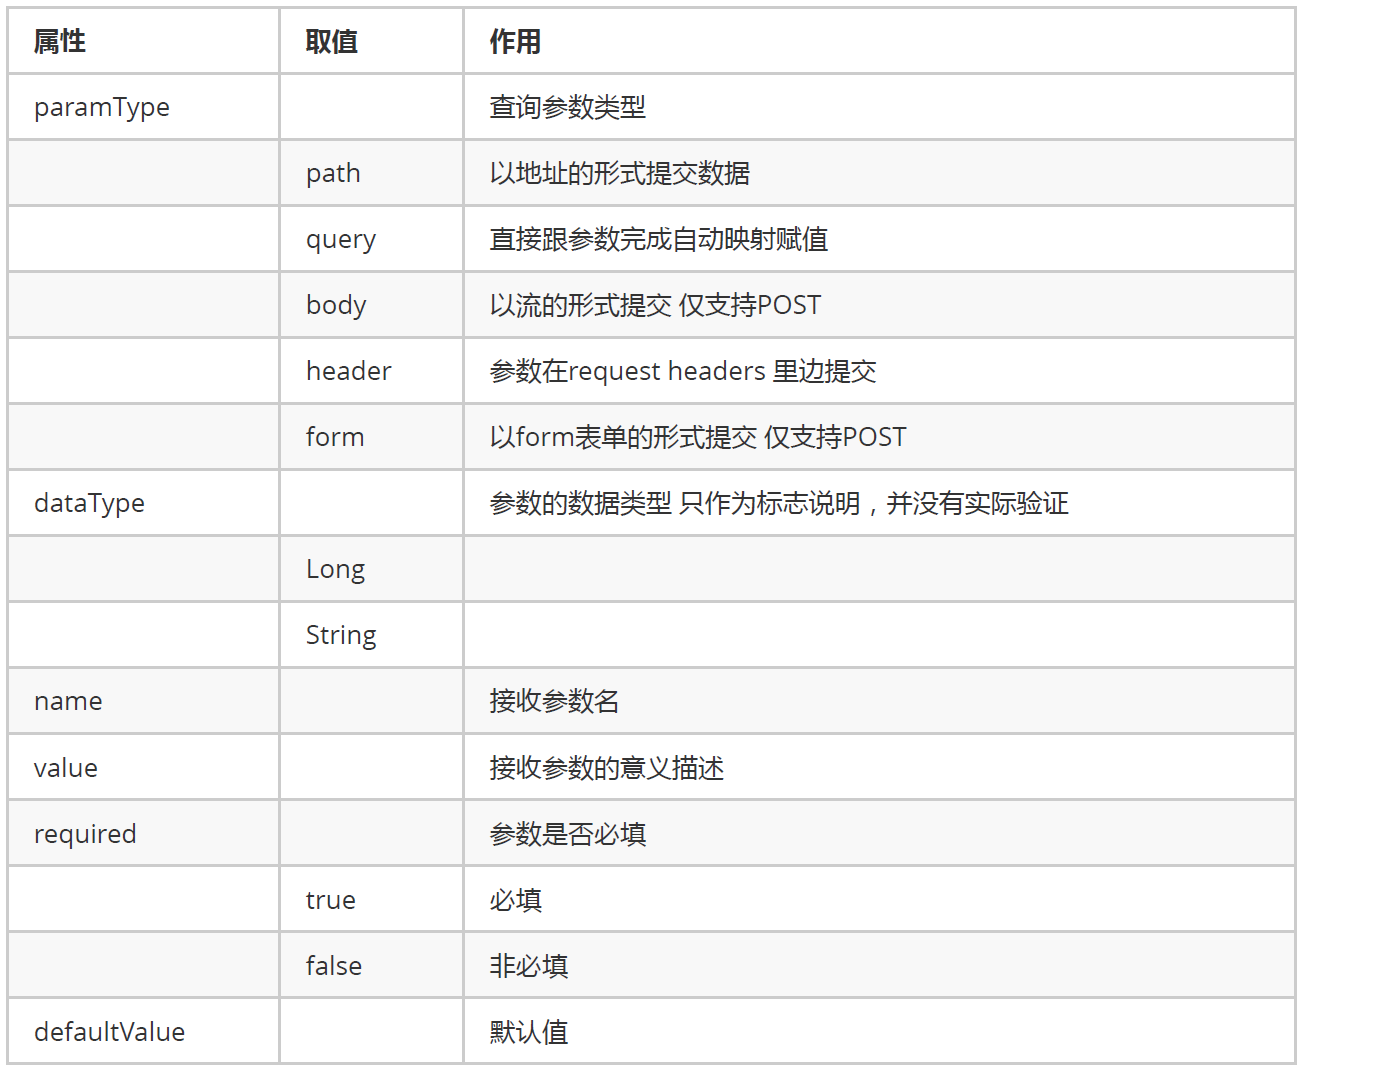 属性 取值 作用
paramType 查询参数类型
path 以地址的形式提交数据
query 直接跟参数完成自动映射赋值
body 以流的形式提交 仅支持POST
header 参数在request headers 里边提交
form 以form表单的形式提交 仅支持POST
dataType 参数的数据类型 只作为标志说明，并没有实际验证
Long
String
name 接收参数名
value 接收参数的意义描述
required 参数是否必填
true 必填
false 非必填
defaultValue 默认值